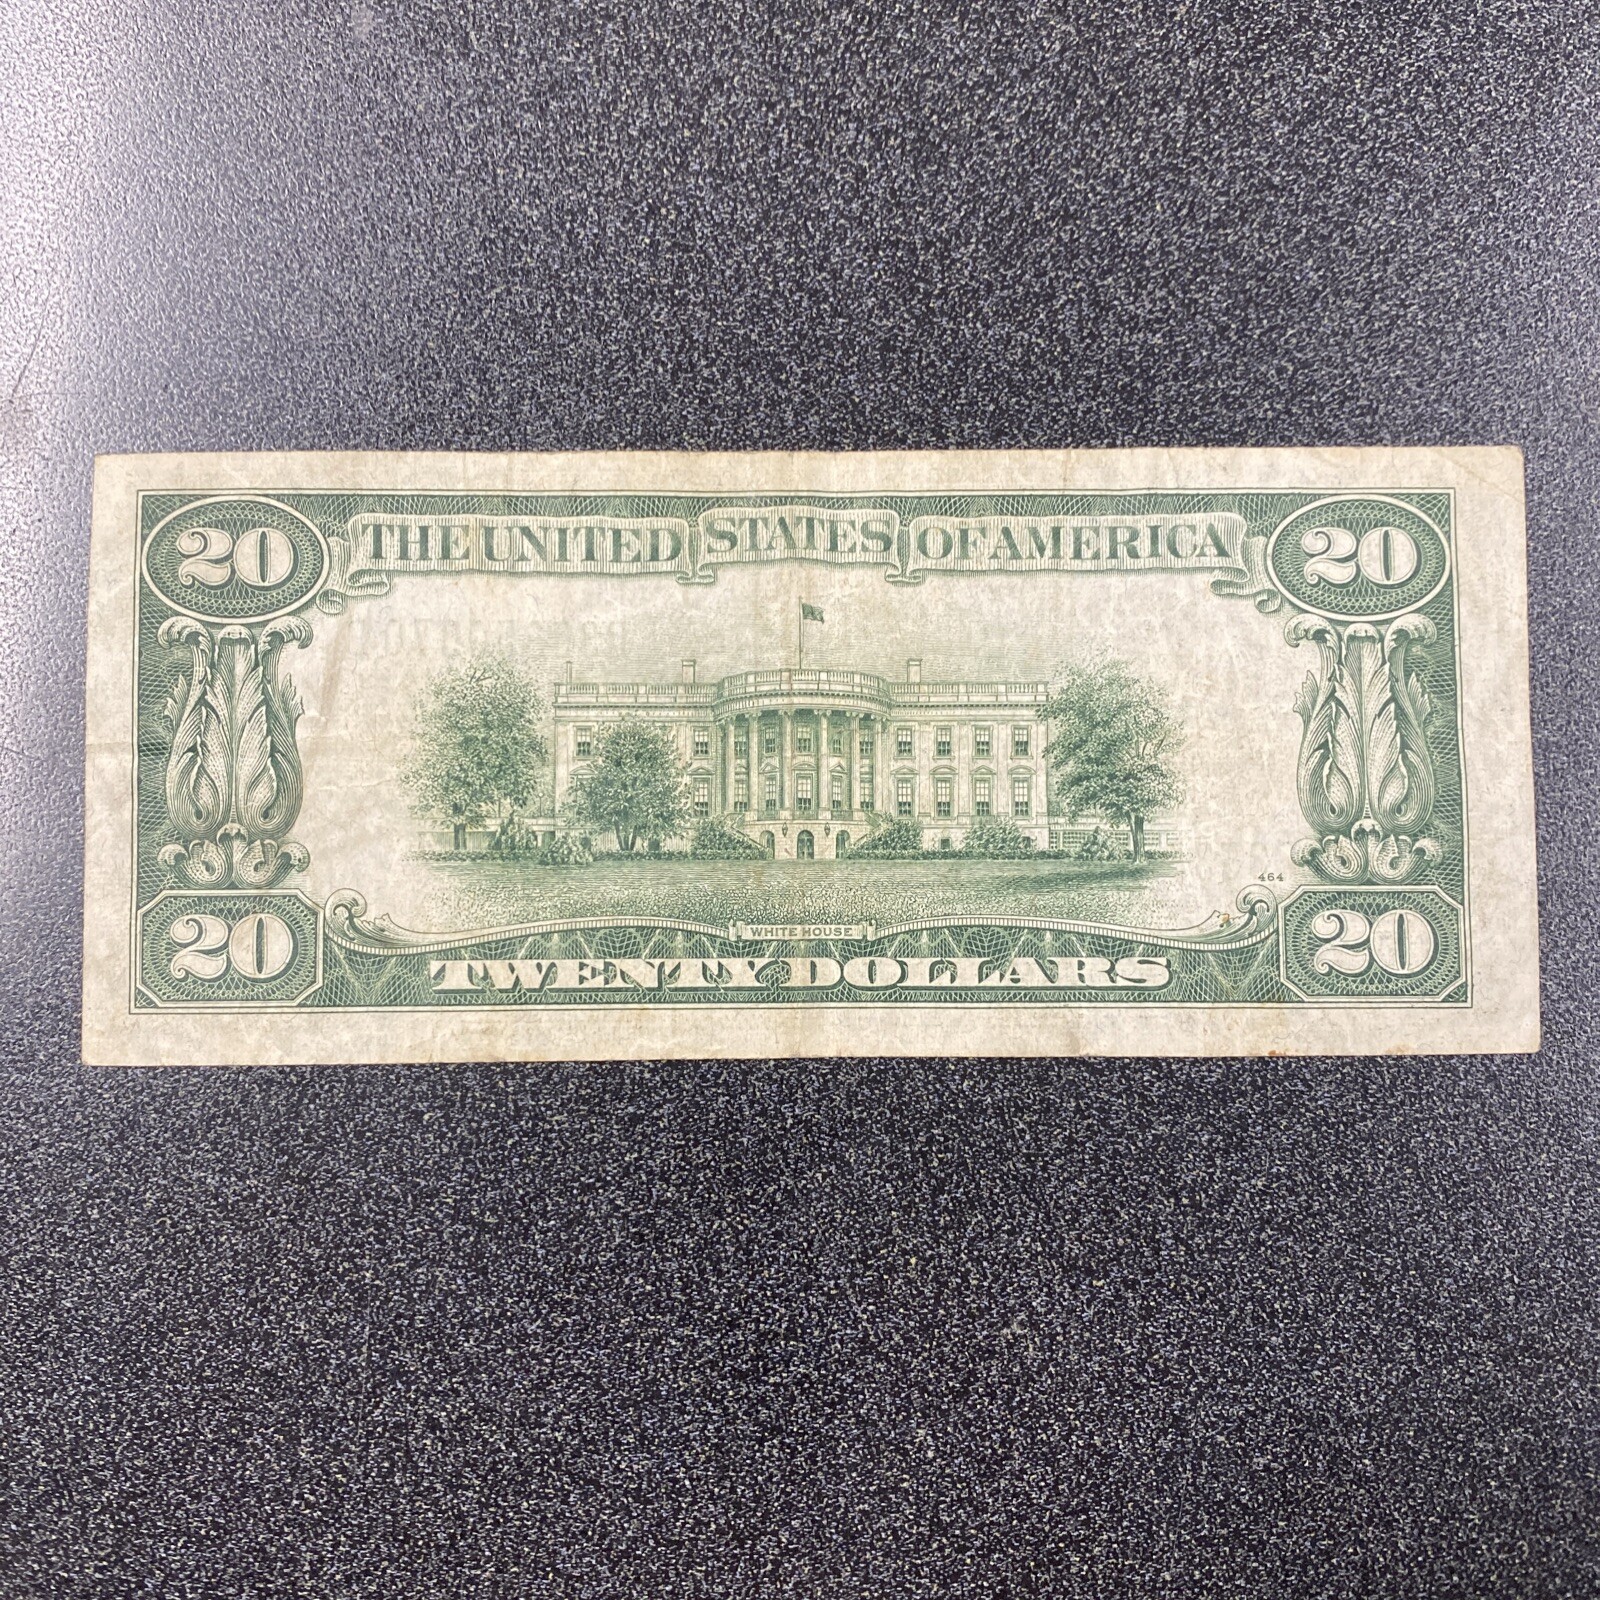 20 THE UNITED STATES OF AMERICA 20
464
20 WHITE HOUSE 20
TWENTY DOLLARS